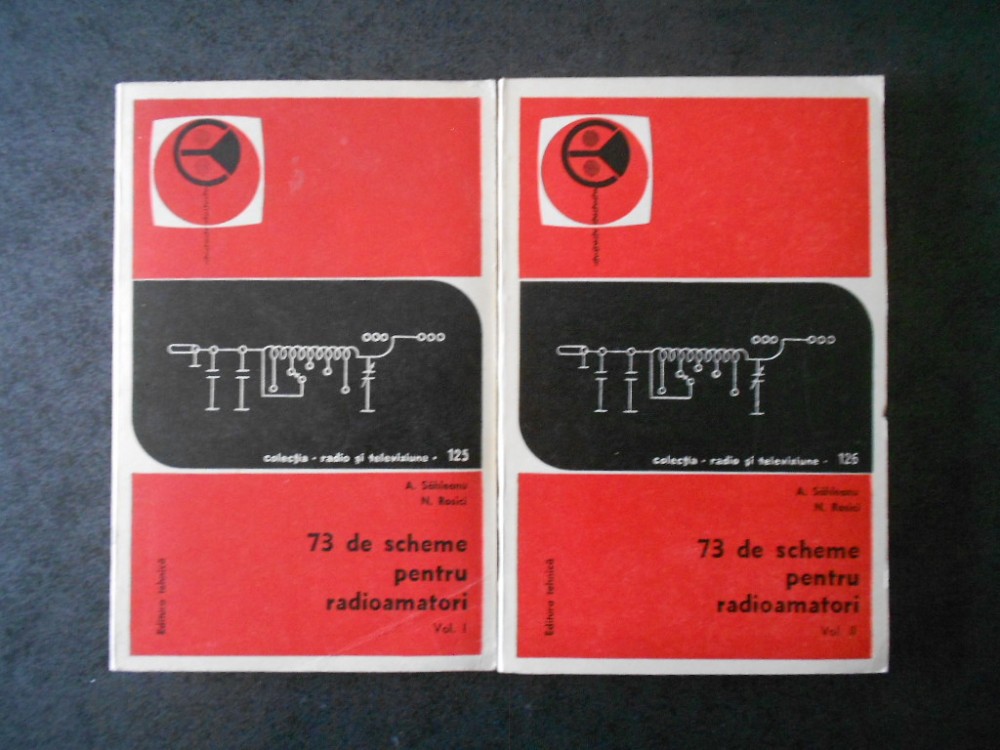 colecția - radio și televiziune - 125
A. Săhleanu
N. Rosici
73 de scheme
pentru
radioamatori
Vol. I
Editura tehnică
colecția - radio și televiziune - 126
A. Săhleanu
N. Rosici
73 de scheme
pentru
radioamatori
Vol. II
Editura tehnică